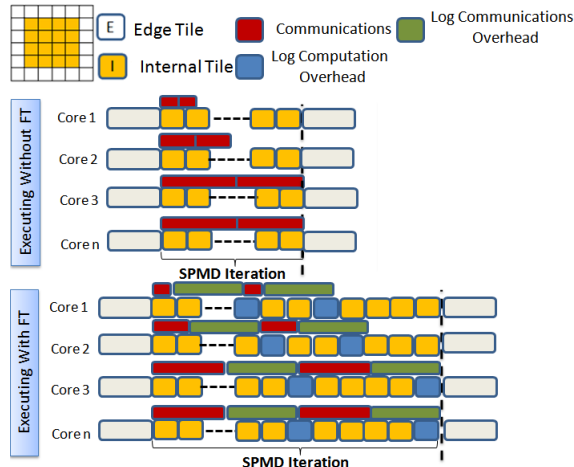 E Edge Tile
Communications
Log Communications
Overhead
I Internal Tile
Log Computation
Overhead
Executing Without FT
Core 1
Core 2
Core 3
Core n
SPMD Iteration
Executing With FT
Core 1
Core 2
Core 3
Core n
SPMD Iteration